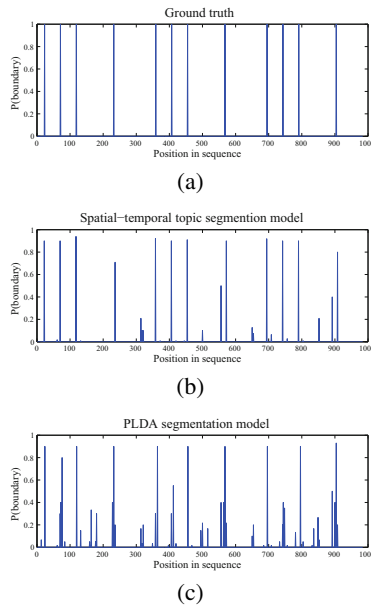 Ground truth
P(boundary)
1
0.8
0.6
0.4
0.2
0
0 100 200 300 400 500 600 700 800 900 1000
Position in sequence
(a)
Spatial−temporal topic segmention model
P(boundary)
1
0.8
0.6
0.4
0.2
0
0 100 200 300 400 500 600 700 800 900 1000
Position in sequence
(b)
PLDA segmentation model
P(boundary)
1
0.8
0.6
0.4
0.2
0
0 100 200 300 400 500 600 700 800 900 1000
Position in sequence
(c)